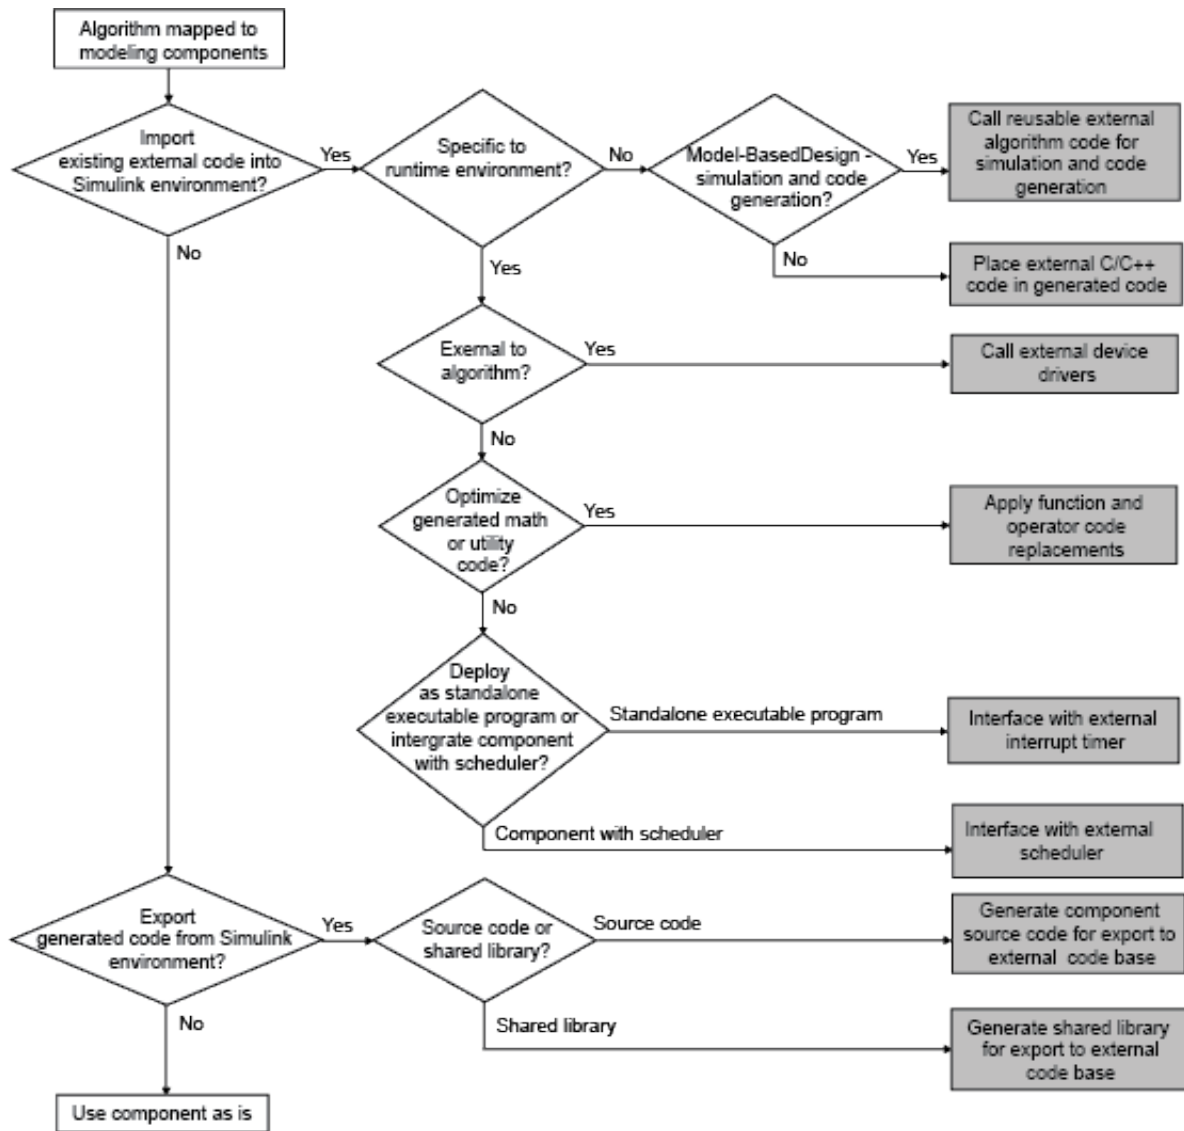 Algorithm mapped to
modeling components
Import
existing external code into
Simulink environment?
Yes
No
Specific to
runtime environment?
No
Yes
Model-BasedDesign -
simulation and code
generation?
Yes
No
Call reusable external
algorithm code for
simulation and code
generation
Place external C/C++
code in generated code
Exernal to
algorithm?
Yes
No
Call external device
drivers
Optimize
generated math
or utility
code?
Yes
No
Apply function and
operator code
replacements
Deploy
as standalone
executable program or
intergrate component
with scheduler?
Standalone executable program
Component with scheduler
Interface with external
interrupt timer
Interface with external
scheduler
Export
generated code from Simulink
environment?
Yes
No
Source code or
shared library?
Source code
Shared library
Generate component
source code for export to
external code base
Generate shared library
for export to external
code base
Use component as is